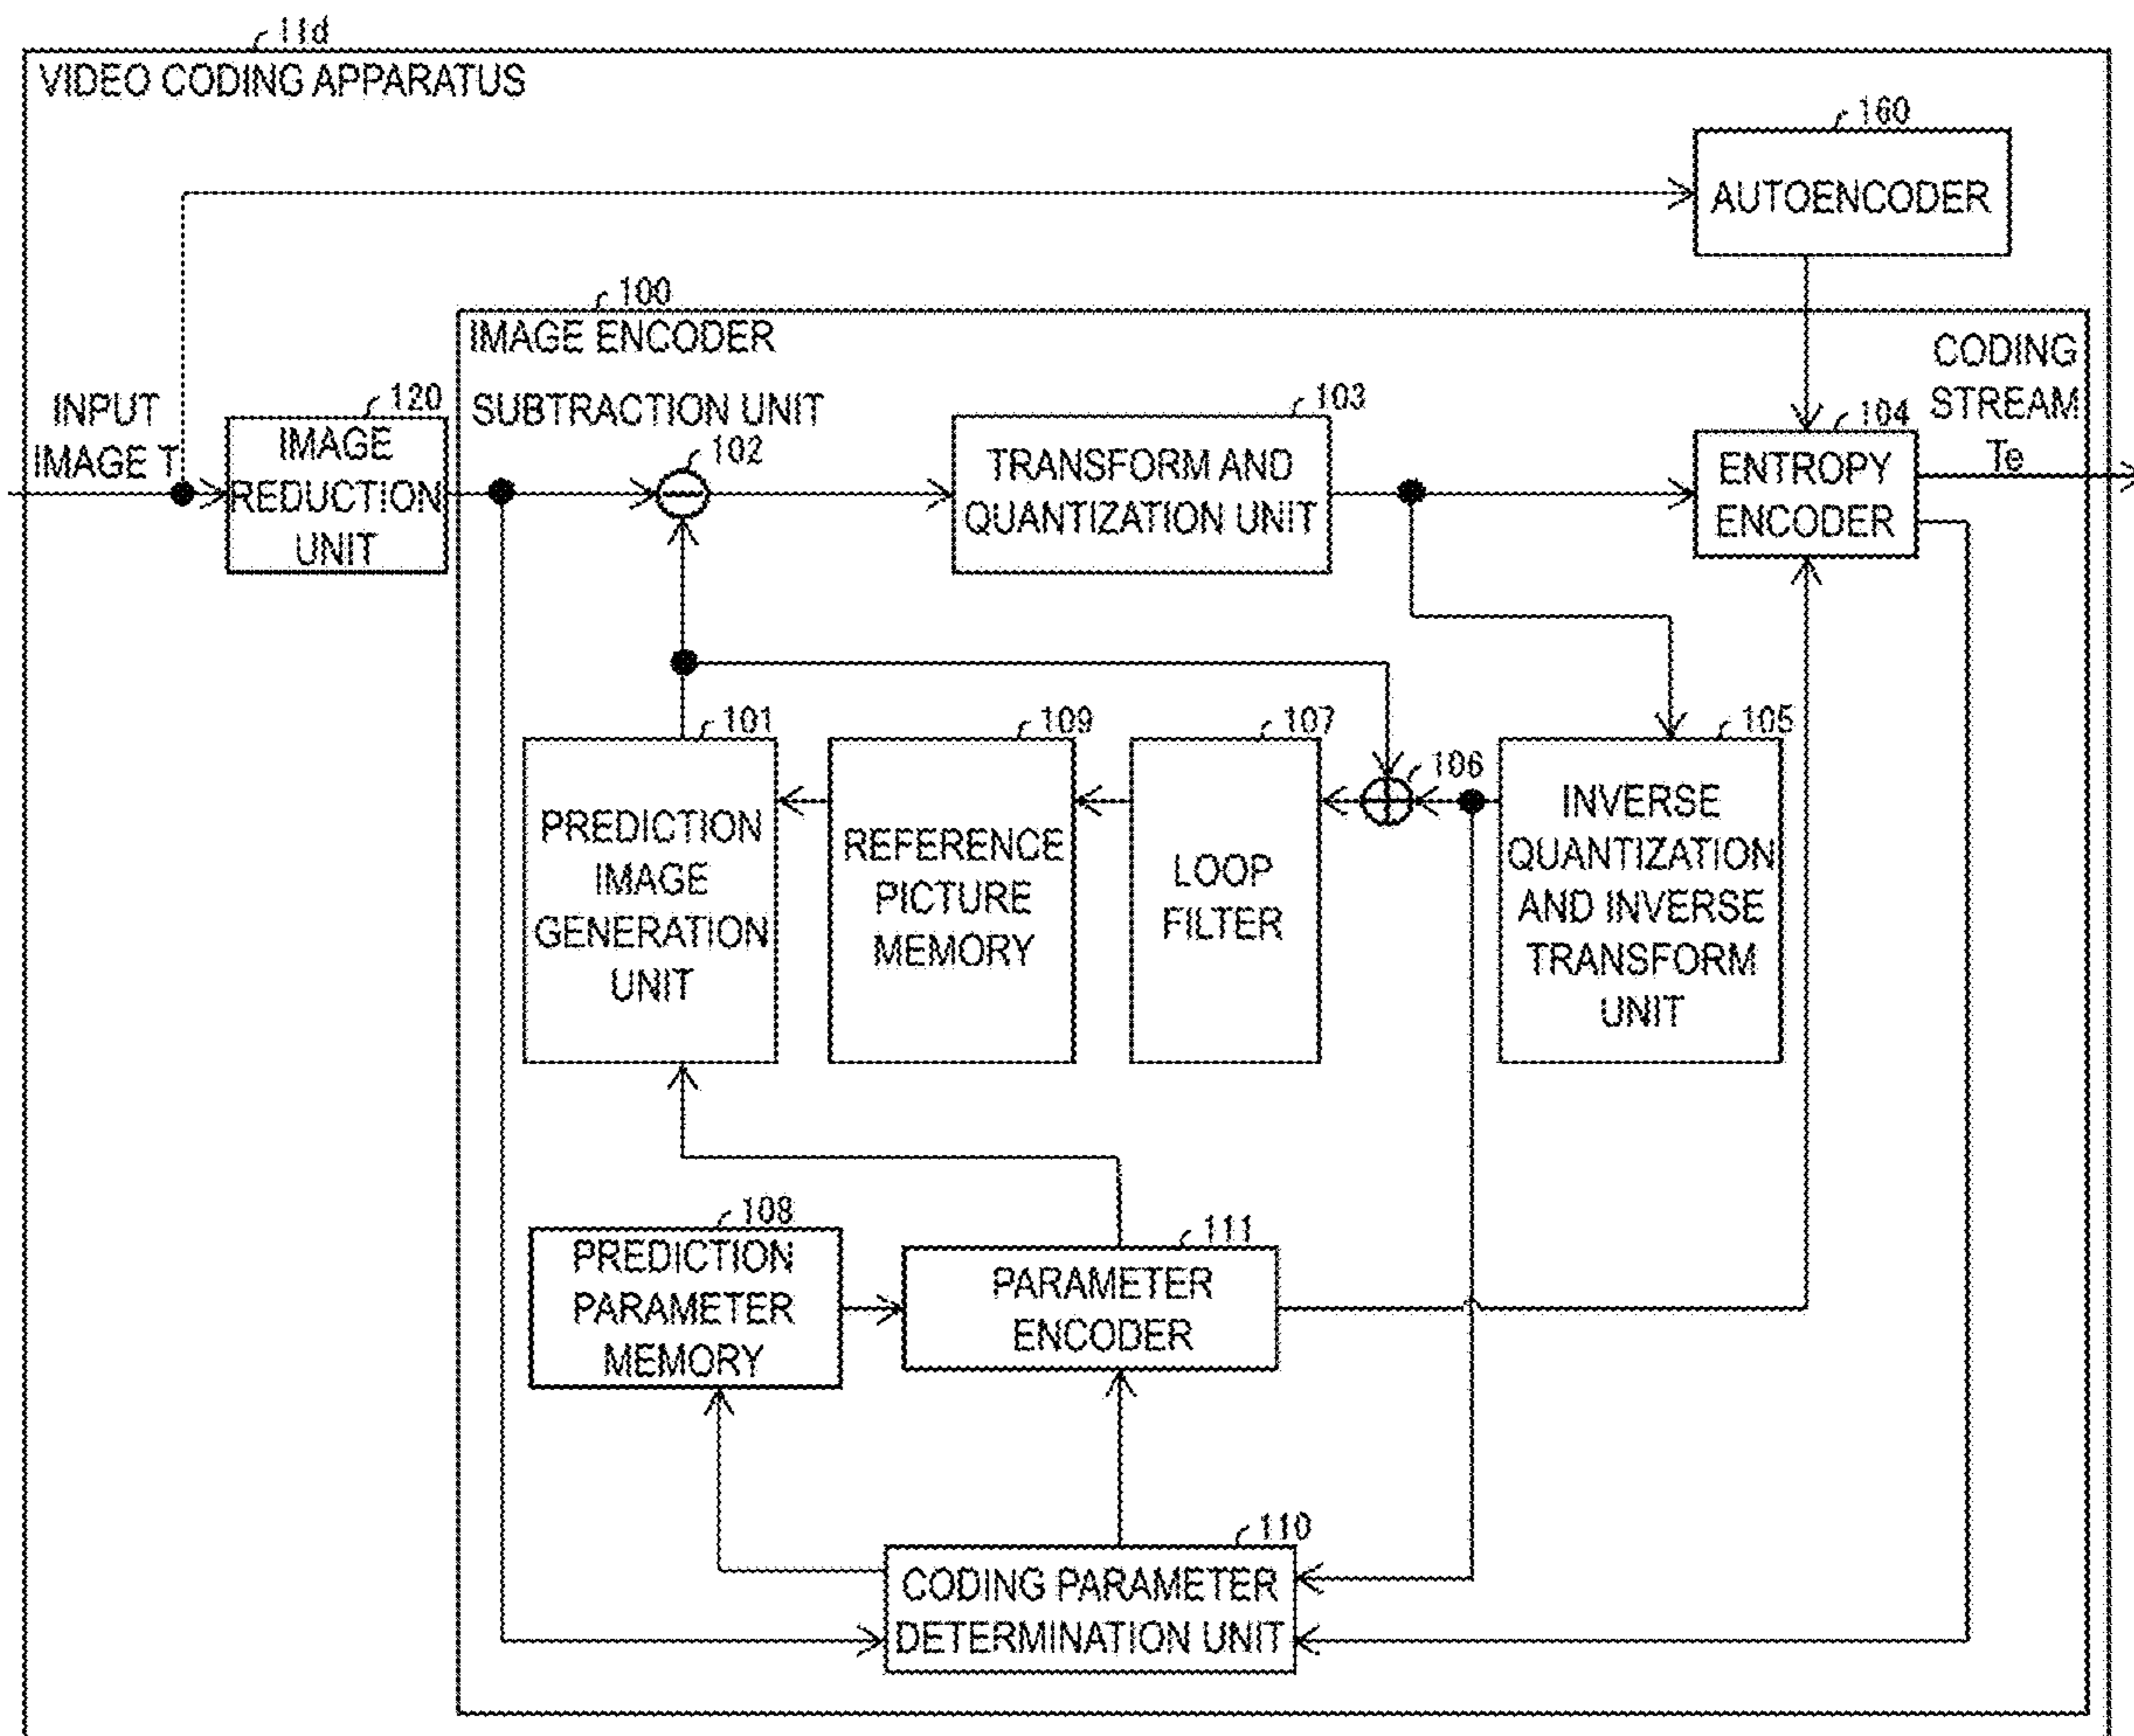 11d
VIDEO CODING APPARATUS
160
AUTOENCODER
100
IMAGE ENCODER
CODING
STREAM
Te
INPUT
IMAGE T
120
IMAGE
REDUCTION
UNIT
SUBTRACTION UNIT
102
103
TRANSFORM AND
QUANTIZATION UNIT
104
ENTROPY
ENCODER
101
PREDICTION
IMAGE
GENERATION
UNIT
109
REFERENCE
PICTURE
MEMORY
107
LOOP
FILTER
106
105
INVERSE
QUANTIZATION
AND INVERSE
TRANSFORM
UNIT
108
PREDICTION
PARAMETER
MEMORY
111
PARAMETER
ENCODER
110
CODING PARAMETER
DETERMINATION UNIT